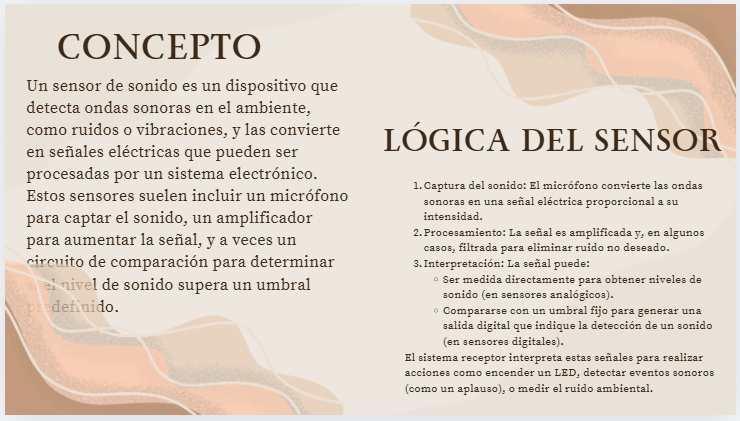 CONCEPTO
Un sensor de sonido es un dispositivo que
detecta ondas sonoras en el ambiente,
como ruidos o vibraciones, y las convierte
en señales eléctricas que pueden ser
procesadas por un sistema electrónico.
Estos sensores suelen incluir un micrófono
para captar el sonido, un amplificador
para aumentar la señal, y a veces un
circuito de comparación para determinar
si el nivel de sonido supera un umbral
predefinido.
LÓGICA DEL SENSOR
1. Captura del sonido: El micrófono convierte las ondas
sonoras en una señal eléctrica proporcional a su
intensidad.
2. Procesamiento: La señal es amplificada y, en algunos
casos, filtrada para eliminar ruido no deseado.
3. Interpretación: La señal puede:
○ Ser medida directamente para obtener niveles de
sonido (en sensores analógicos).
○ Compararse con un umbral fijo para generar una
salida digital que indique la detección de un sonido
(en sensores digitales).
El sistema receptor interpreta estas señales para realizar
acciones como encender un LED, detectar eventos sonoros
(como un aplauso), o medir el ruido ambiental.